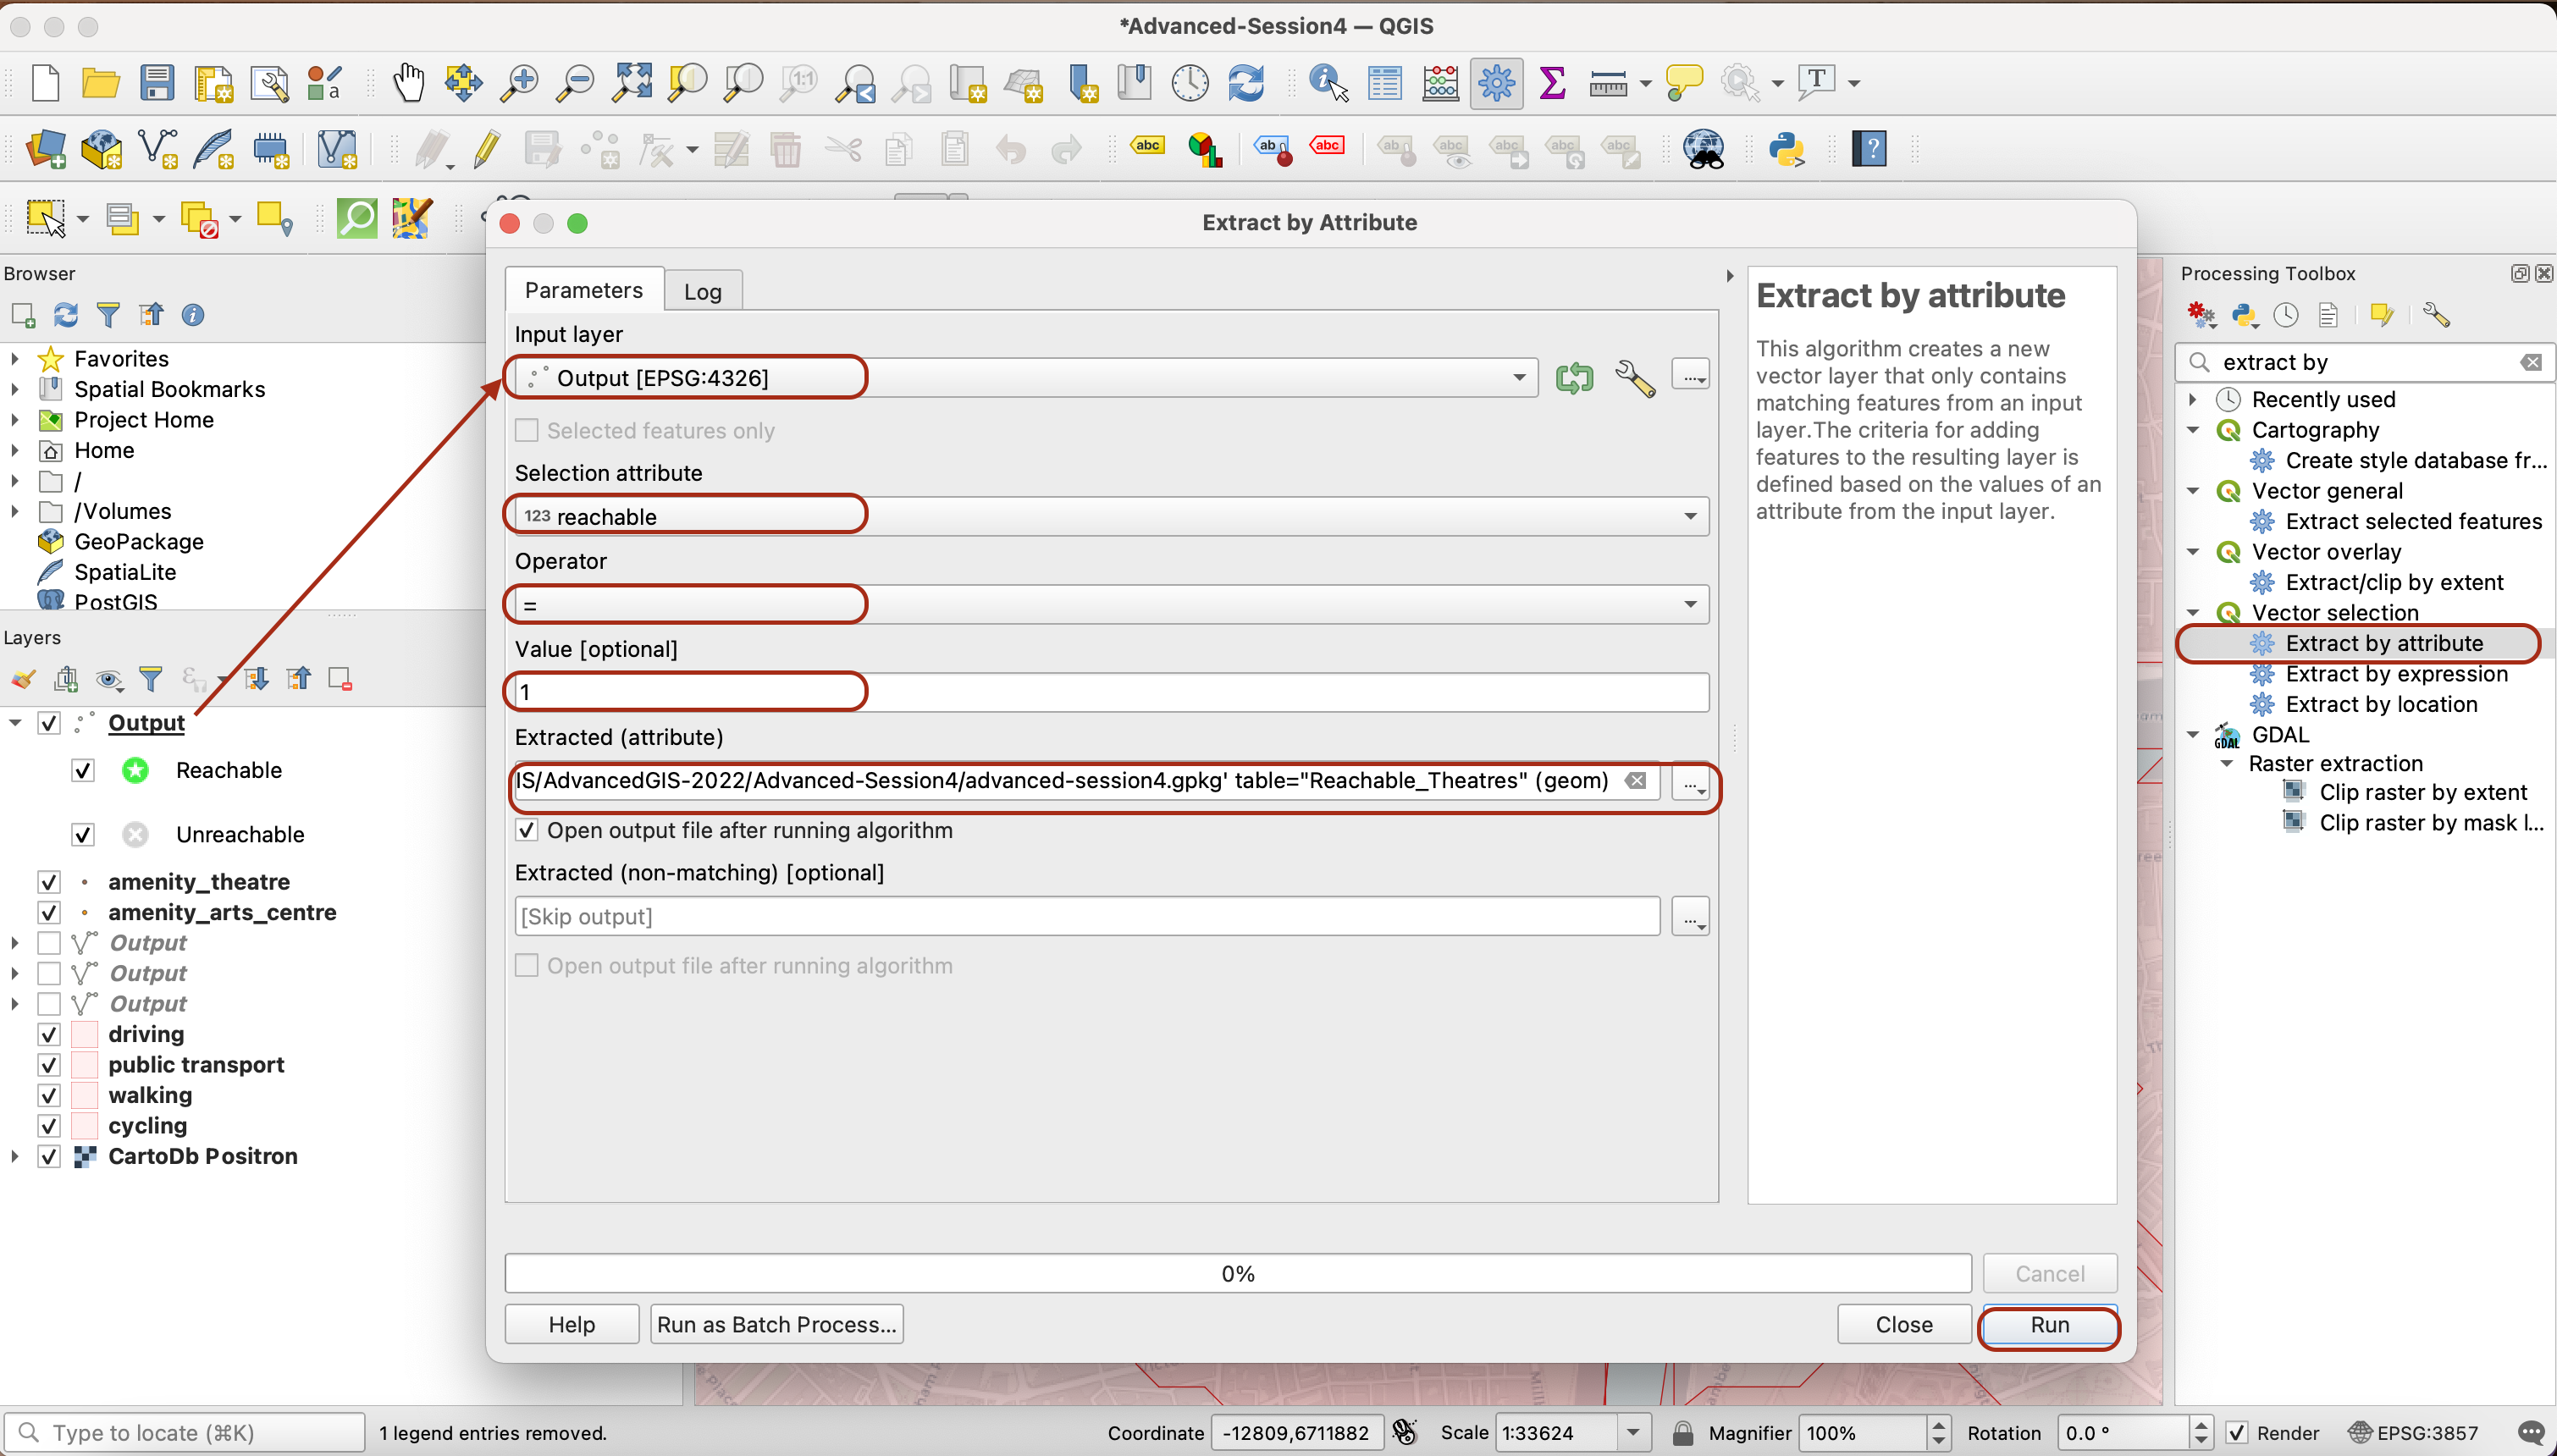 *Advanced-Session4 — QGIS
Browser
Favorites
Spatial Bookmarks
Project Home
Home
/
/Volumes
GeoPackage
SpatiaLite
PostGIS
Layers
Output
Reachable
Unreachable
amenity_theatre
amenity_arts_centre
Output
Output
Output
driving
public transport
walking
cycling
CartoDb Positron
Extract by Attribute
Parameters
Log
Input layer
Output [EPSG:4326]
Selected features only
Selection attribute
123 reachable
Operator
=
Value [optional]
1
Extracted (attribute)
IS/AdvancedGIS-2022/Advanced-Session4/advanced-session4.gpkg' table="Reachable_Theatres" (geom)
...
Open output file after running algorithm
Extracted (non-matching) [optional]
[Skip output]
...
Open output file after running algorithm
Extract by attribute
This algorithm creates a new
vector layer that only contains
matching features from an input
layer.The criteria for adding
features to the resulting layer is
defined based on the values of an
attribute from the input layer.
0%
Cancel
Help
Run as Batch Process...
Close
Run
Processing Toolbox
extract by
Recently used
Cartography
Create style database fr...
Vector general
Extract selected features
Vector overlay
Extract/clip by extent
Vector selection
Extract by attribute
Extract by expression
Extract by location
GDAL
Raster extraction
Clip raster by extent
Clip raster by mask l...
Type to locate (⌘K)
1 legend entries removed.
Coordinate -12809,6711882
Scale 1:33624
Magnifier 100%
Rotation 0.0 °
Render
EPSG:3857